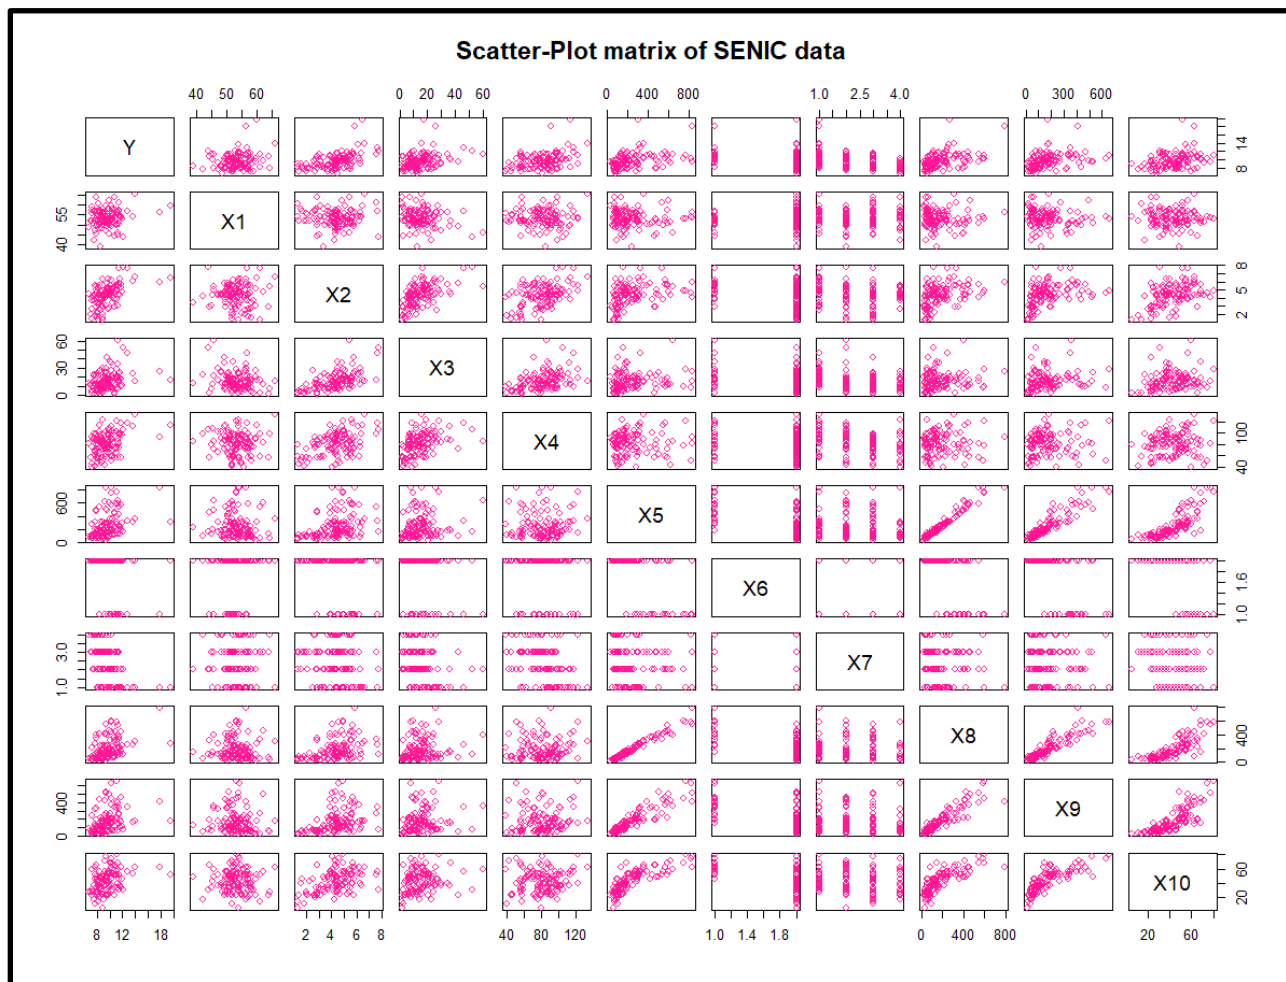 Scatter-Plot matrix of SENIC data
40 50 60 0 20 40 60 0 400 800 1.0 2.5 4.0 0 300 600
Y
8 14
40 55
X1
X2
2 5 8
0 30 60
X3
X4
40 100
0 600
X5
X6
1.0 1.6
1.0 3.0
X7
X8
0 400
0 400
X9
X10
20 60
8 12 18 2 4 6 8 40 80 120 1.0 1.4 1.8 0 400 800 20 60